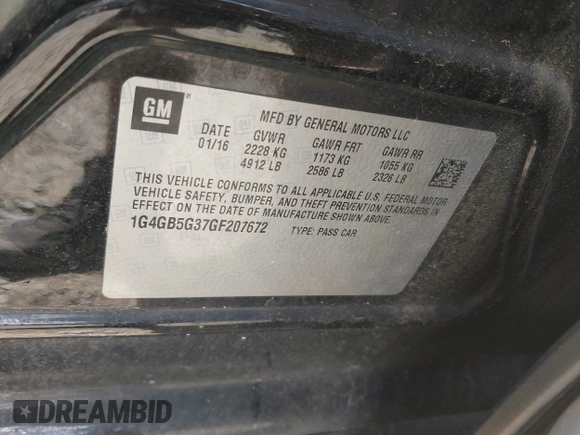 GM
MFD BY GENERAL MOTORS LLC
DATE GVWR GAWR FRT GAWR RR
01/16 2228 KG 1173 KG 1055 KG
4912 LB 2586 LB 2326 LB
THIS VEHICLE CONFORMS TO ALL APPLICABLE U.S. FEDERAL MOTOR
VEHICLE SAFETY, BUMPER, AND THEFT PREVENTION STANDARDS IN
EFFECT ON THE DATE OF MANUFACTURE SHOWN ABOVE.
1G4GB5G37GF207672 TYPE: PASS CAR
DREAMBID